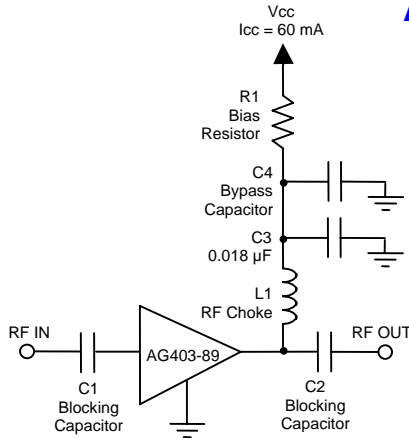 Vcc
Icc = 60 mA
R1
Bias
Resistor
C4
Bypass
Capacitor
C3
0.018 µF
L1
RF Choke
RF IN
AG403-89
RF OUT
C1
Blocking
Capacitor
C2
Blocking
Capacitor